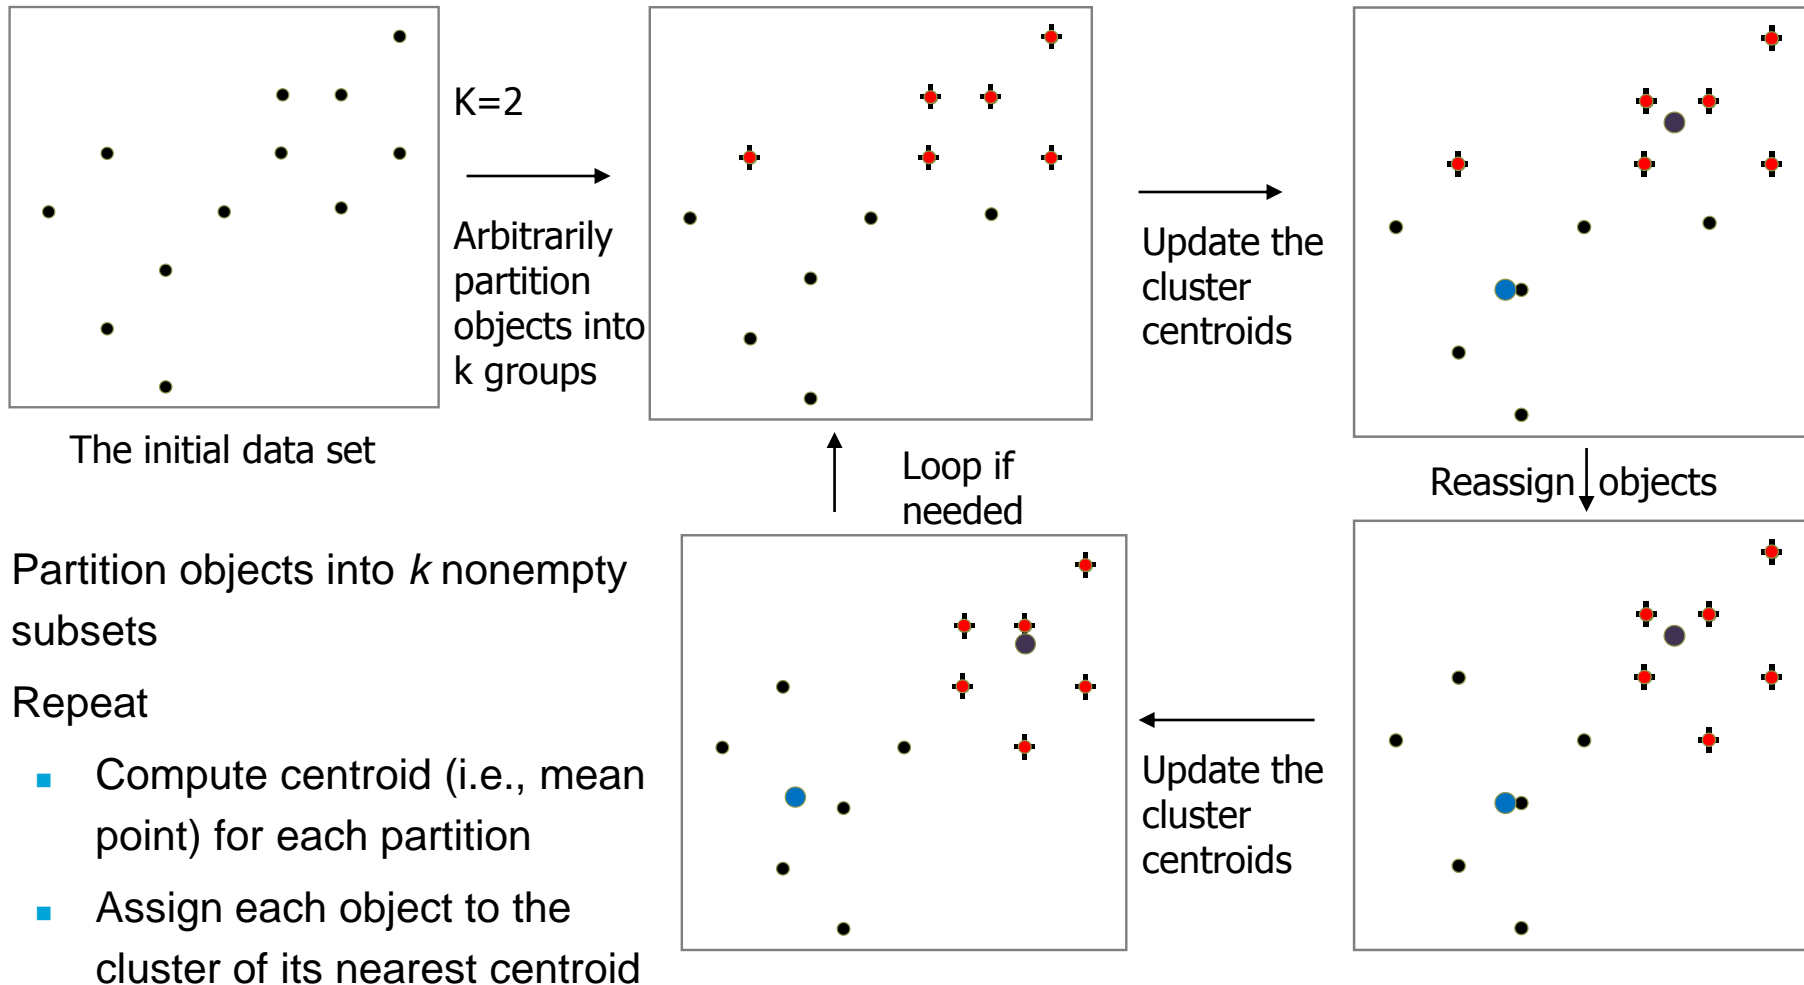 K=2
Arbitrarily
partition
objects into
k groups
The initial data set
Update the
cluster
centroids
Reassign objects
Update the
cluster
centroids
Loop if
needed
Partition objects into k nonempty
subsets
Repeat
▪ Compute centroid (i.e., mean
point) for each partition
▪ Assign each object to the
cluster of its nearest centroid